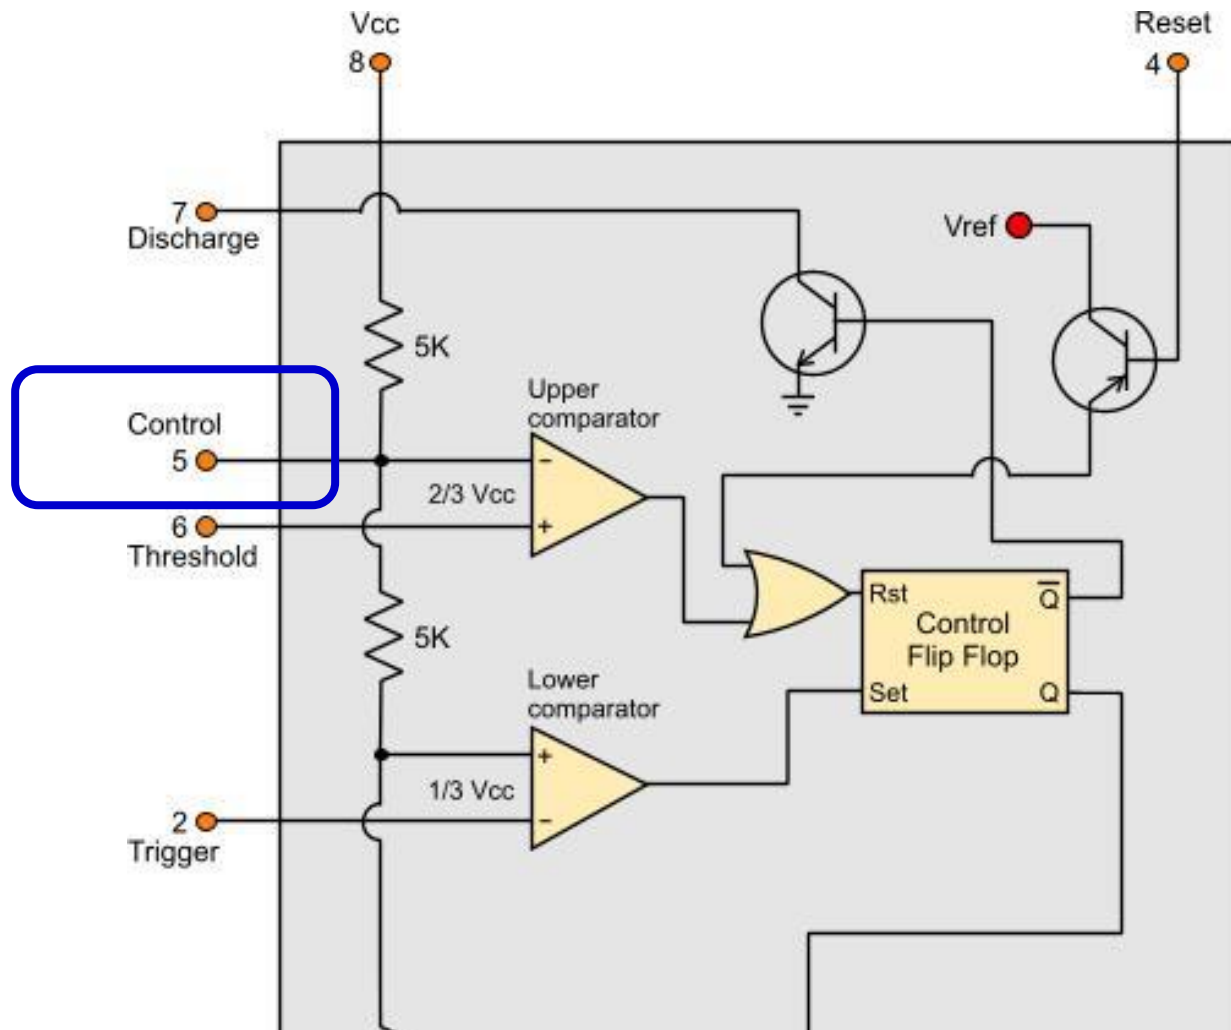 Vcc
8
Reset
4
7
Discharge
Vref
5K
Control
5
Upper
comparator
−
2/3 Vcc
+
6
Threshold
5K
Rst
Q
Control
Flip Flop
Set
Q
Lower
comparator
+
1/3 Vcc
−
2
Trigger